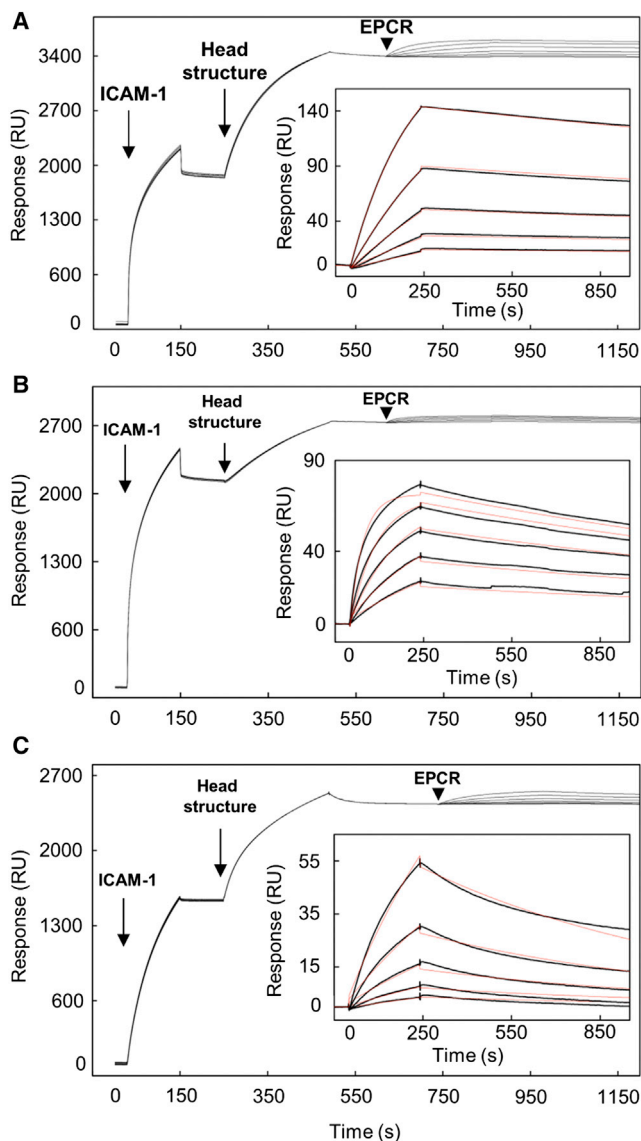 A
EPCR
Head
structure
ICAM-1
Response (RU)
3400
2700
2000
1300
600
0
Response (RU)
140
90
40
0
0 250 550 850
Time (s)
0 150 350 550 750 950 1150
B
EPCR
Head
structure
ICAM-1
Response (RU)
2700
2000
1300
600
0
Response (RU)
90
40
0
0 250 550 850
Time (s)
0 150 350 550 750 950 1150
C
EPCR
Head
structure
ICAM-1
Response (RU)
2700
2000
1300
600
0
Response (RU)
55
35
15
0
0 250 550 850
Time (s)
0 150 350 550 750 950 1150
Time (s)